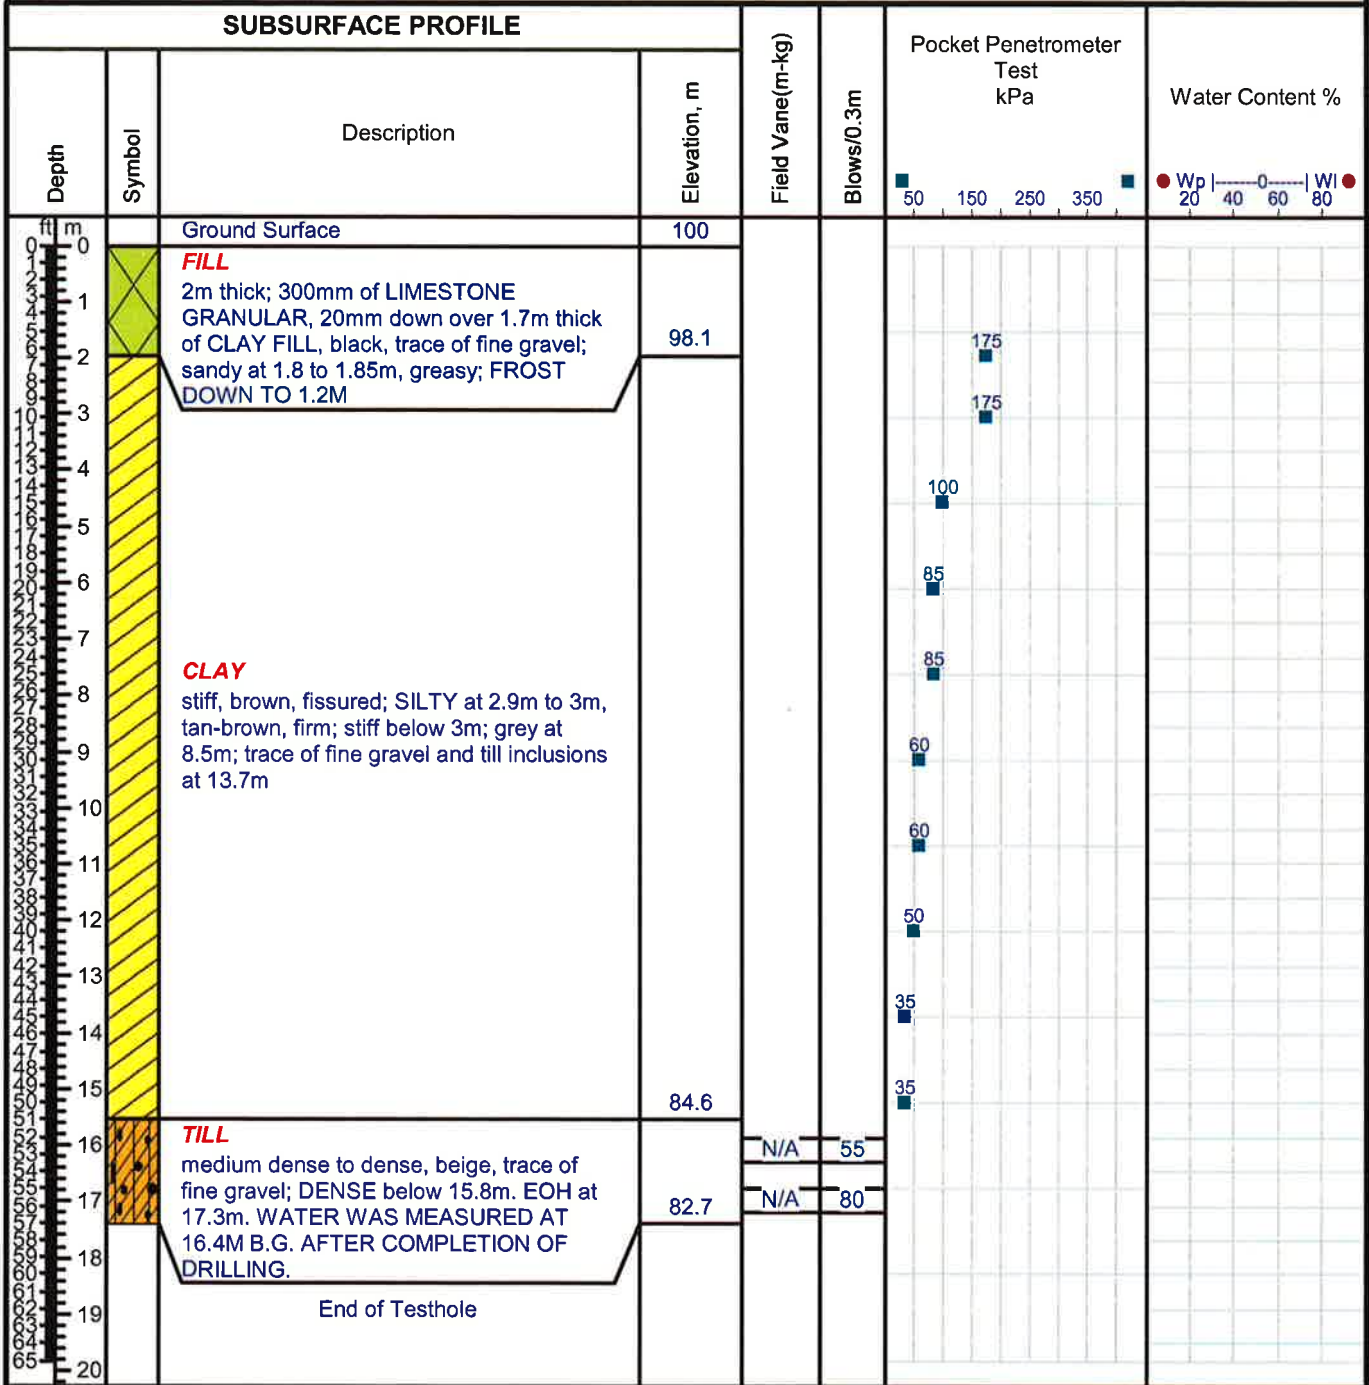 SUBSURFACE PROFILE
Depth
Symbol
Description
Elevation, m
Field Vane(m-kg)
Blows/0.3m
Pocket Penetrometer
Test
kPa
50 150 250 350
Water Content %
Wp |------0------| Wl
20 40 60 80
ft m
Ground Surface 100
FILL
2m thick; 300mm of LIMESTONE
GRANULAR, 20mm down over 1.7m thick
of CLAY FILL, black, trace of fine gravel;
sandy at 1.8 to 1.85m, greasy; FROST
DOWN TO 1.2M
98.1
CLAY
stiff, brown, fissured; SILTY at 2.9m to 3m,
tan-brown, firm; stiff below 3m; grey at
8.5m; trace of fine gravel and till inclusions
at 13.7m
84.6
TILL
medium dense to dense, beige, trace of
fine gravel; DENSE below 15.8m. EOH at
17.3m. WATER WAS MEASURED AT
16.4M B.G. AFTER COMPLETION OF
DRILLING.
82.7
End of Testhole
N/A 55
N/A 80
175
175
100
85
85
60
60
50
35
35
0
1
2
3
4
5
6
7
8
9
10
11
12
13
14
15
16
17
18
19
20